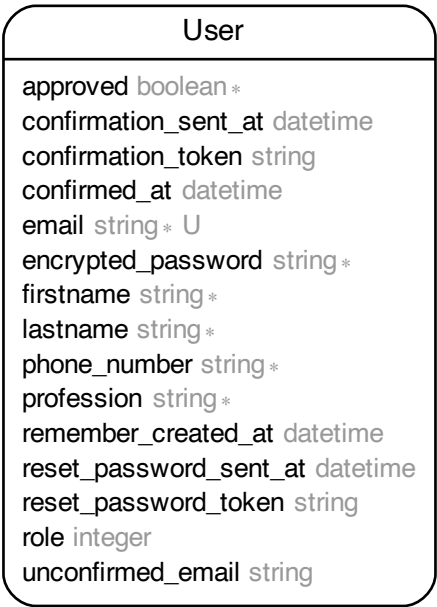 User
approved boolean *
confirmation_sent_at datetime
confirmation_token string
confirmed_at datetime
email string * U
encrypted_password string *
firstname string *
lastname string *
phone_number string *
profession string *
remember_created_at datetime
reset_password_sent_at datetime
reset_password_token string
role integer
unconfirmed_email string